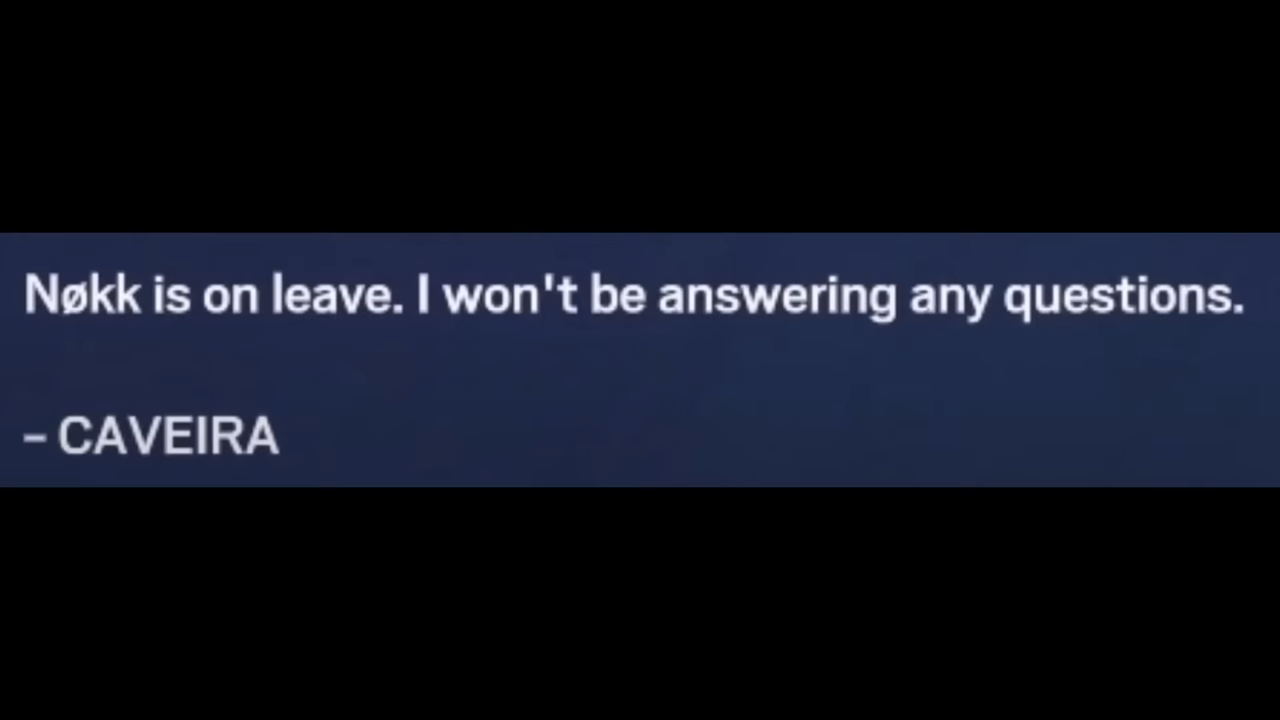 Nøkk is on leave. I won't be answering any questions.
– CAVEIRA